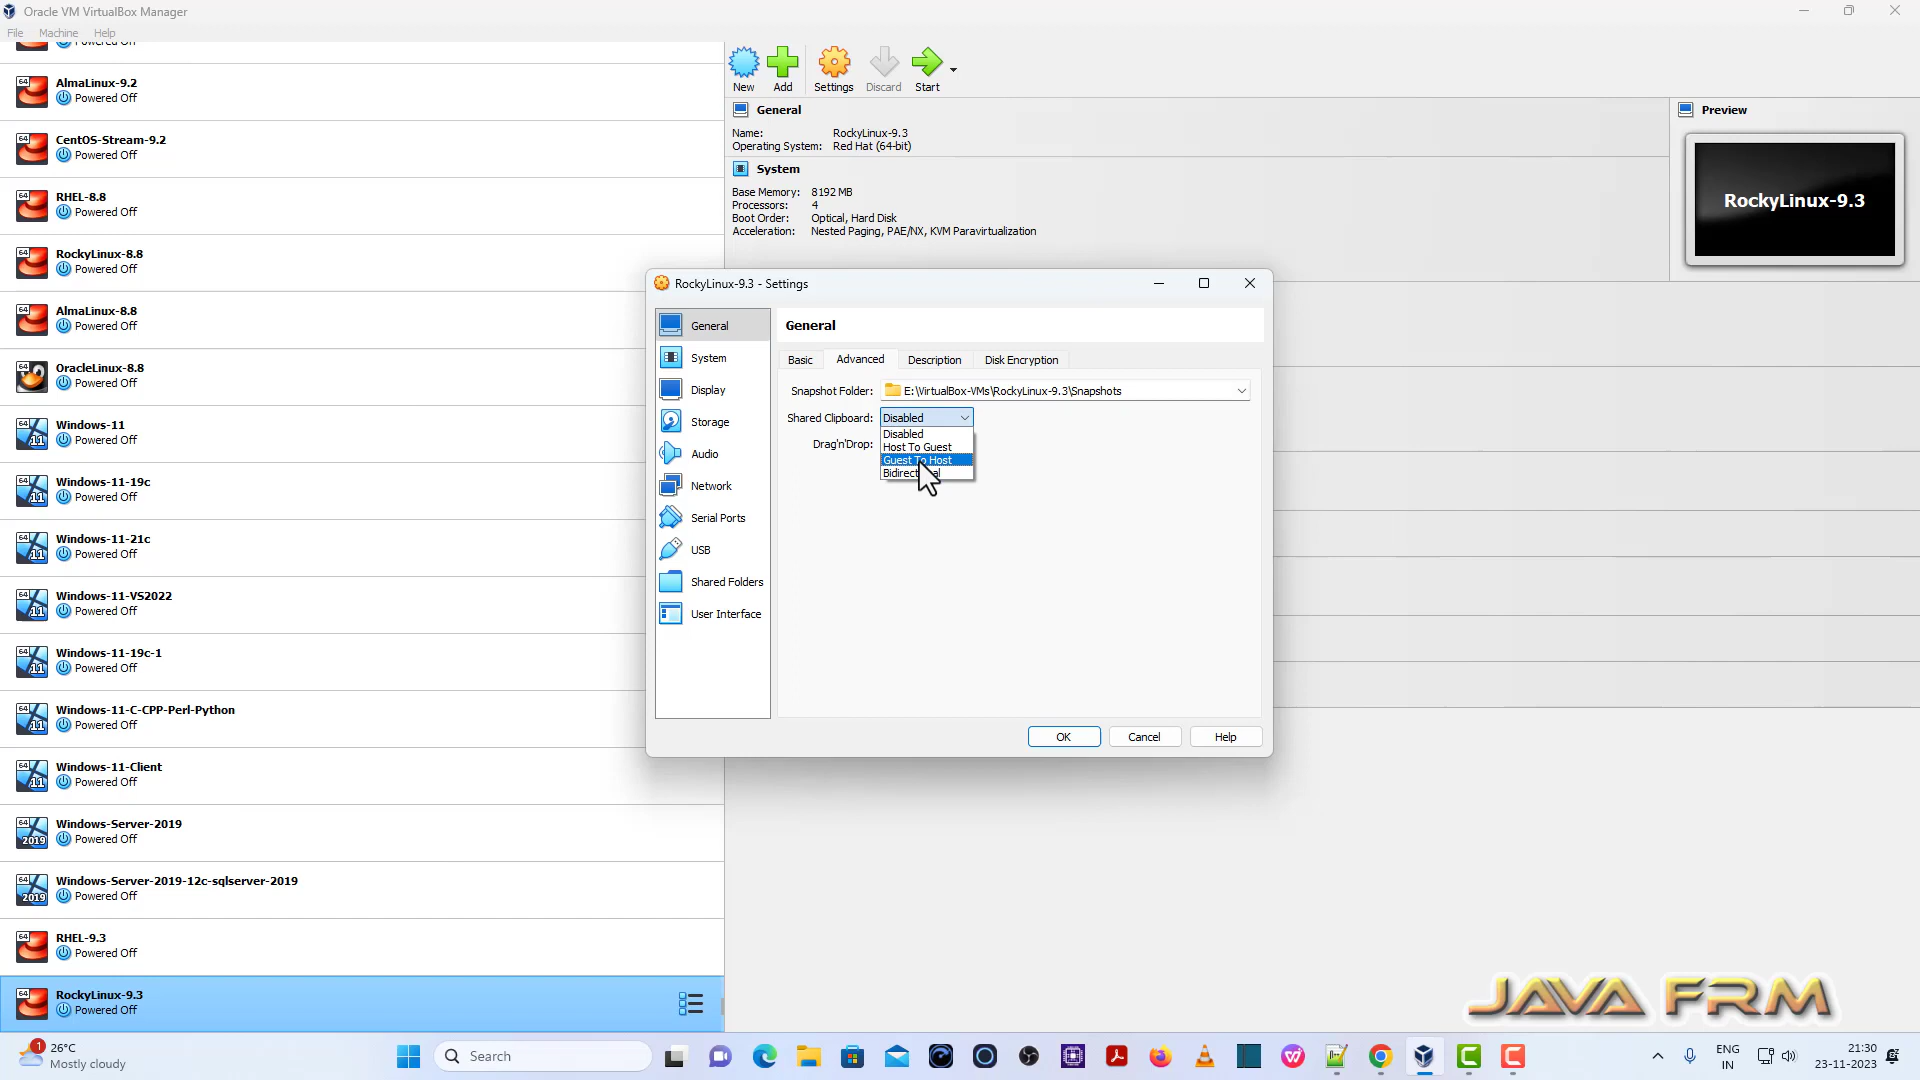 Oracle VM VirtualBox Manager
File Machine Help
Powered Off
AlmaLinux-9.2
Powered Off
CentOS-Stream-9.2
Powered Off
RHEL-8.8
Powered Off
RockyLinux-8.8
Powered Off
AlmaLinux-8.8
Powered Off
OracleLinux-8.8
Powered Off
Windows-11
Powered Off
Windows-11-19c
Powered Off
Windows-11-21c
Powered Off
Windows-11-VS2022
Powered Off
Windows-11-19c-1
Powered Off
Windows-11-C-CPP-Perl-Python
Powered Off
Windows-11-Client
Powered Off
Windows-Server-2019
Powered Off
Windows-Server-2019-12c-sqlserver-2019
Powered Off
RHEL-9.3
Powered Off
RockyLinux-9.3
Powered Off
New Add Settings Discard Start
General
Name: RockyLinux-9.3
Operating System: Red Hat (64-bit)
System
Base Memory: 8192 MB
Processors: 4
Boot Order: Optical, Hard Disk
Acceleration: Nested Paging, PAE/NX, KVM Paravirtualization
Preview
RockyLinux-9.3
RockyLinux-9.3 - Settings
General
System
Display
Storage
Audio
Network
Serial Ports
USB
Shared Folders
User Interface
General
Basic Advanced Description Disk Encryption
Snapshot Folder: E:\VirtualBox-VMs\RockyLinux-9.3\Snapshots
Shared Clipboard: Disabled
Drag'n'Drop:
Disabled
Host To Guest
Guest To Host
Bidirectional
OK Cancel Help
JAVA FRM
1
26°C
Mostly cloudy
Search
ENG
IN
21:30
23-11-2023